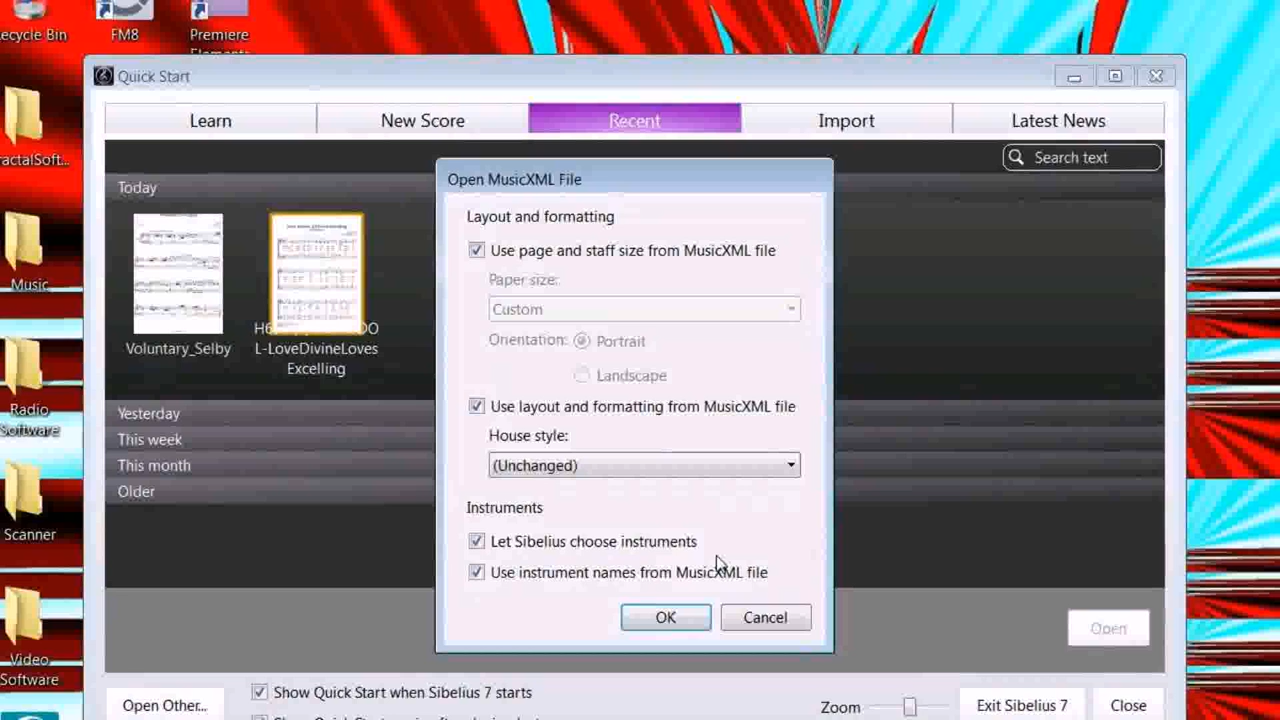 ecycle Bin
FM8
Premiere
Elements
Quick Start
Learn
New Score
Recent
Import
Latest News
Search text
Today
Voluntary_Selby
L-LoveDivineLoves
Excelling
Yesterday
This week
This month
Older
Open MusicXML File
Layout and formatting
Use page and staff size from MusicXML file
Paper size:
Custom
Orientation:
Portrait
Landscape
Use layout and formatting from MusicXML file
House style:
(Unchanged)
Instruments
Let Sibelius choose instruments
Use instrument names from MusicXML file
OK
Cancel
Open
Open Other...
Show Quick Start when Sibelius 7 starts
Zoom
Exit Sibelius 7
Close
ractalSoft...
Music
Radio
Software
Scanner
Video
Software